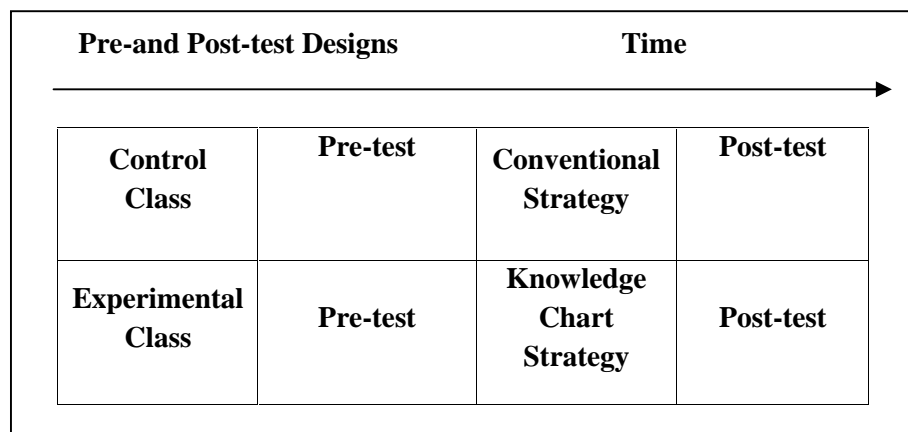 Pre-and Post-test Designs Time
Control
Class
Pre-test
Conventional
Strategy
Post-test
Experimental
Class
Pre-test
Knowledge
Chart
Strategy
Post-test